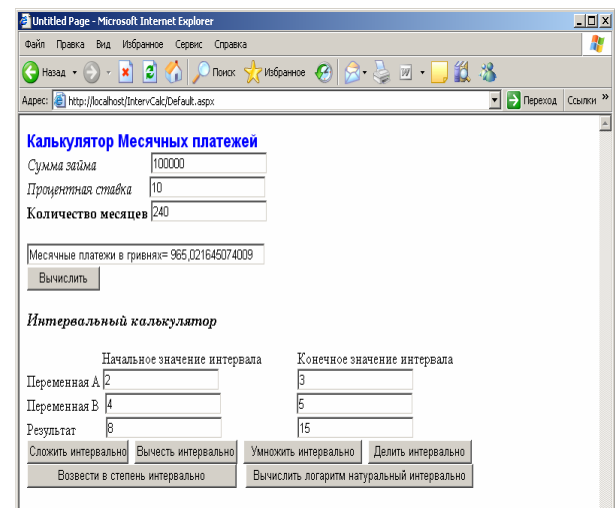 Untitled Page - Microsoft Internet Explorer
Файл Правка Вид Избранное Сервис Справка
Назад Поиск Избранное
Адрес: http://localhost/IntervCalc/Default.aspx Переход Ссылки »
Калькулятор Месячных платежей
Сумма займа 100000
Процентная ставка 10
Количество месяцев 240
Месячные платежи в гривнях= 965,021645074009
Вычислить
Интервальный калькулятор
Начальное значение интервала Конечное значение интервала
Переменная A 2 3
Переменная B 4 5
Результат 8 15
Сложить интервально Вычесть интервально Умножить интервально Делить интервально
Возвести в степень интервально Вычислить логаритм натуральный интервально